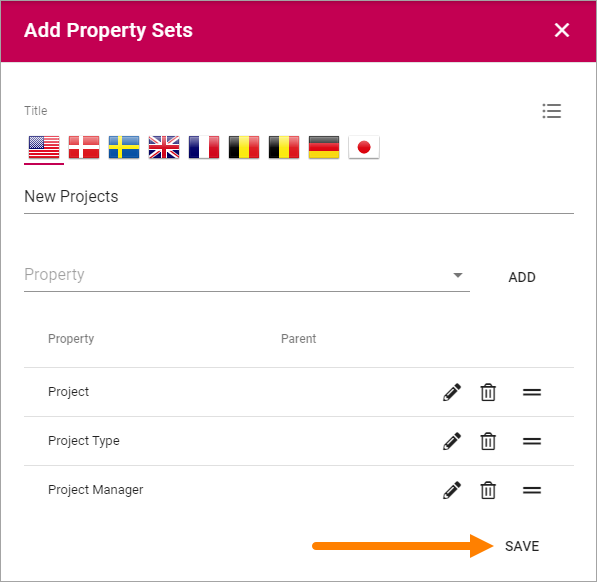 Add Property Sets
Title
New Projects
Property
ADD
Property Parent
Project
Project Type
Project Manager
SAVE